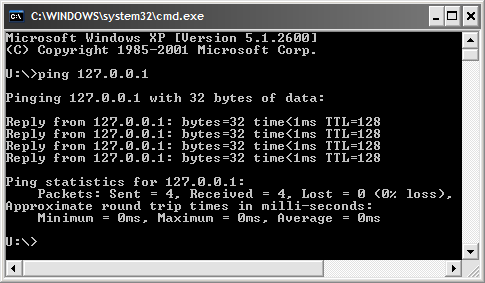 C:\WINDOWS\system32\cmd.exe
Microsoft Windows XP [Version 5.1.2600]
(C) Copyright 1985-2001 Microsoft Corp.
U:\>ping 127.0.0.1
Pinging 127.0.0.1 with 32 bytes of data:
Reply from 127.0.0.1: bytes=32 time<1ms TTL=128
Reply from 127.0.0.1: bytes=32 time<1ms TTL=128
Reply from 127.0.0.1: bytes=32 time<1ms TTL=128
Reply from 127.0.0.1: bytes=32 time<1ms TTL=128
Ping statistics for 127.0.0.1:
    Packets: Sent = 4, Received = 4, Lost = 0 (0% loss),
Approximate round trip times in milli-seconds:
    Minimum = 0ms, Maximum = 0ms, Average = 0ms
U:\>